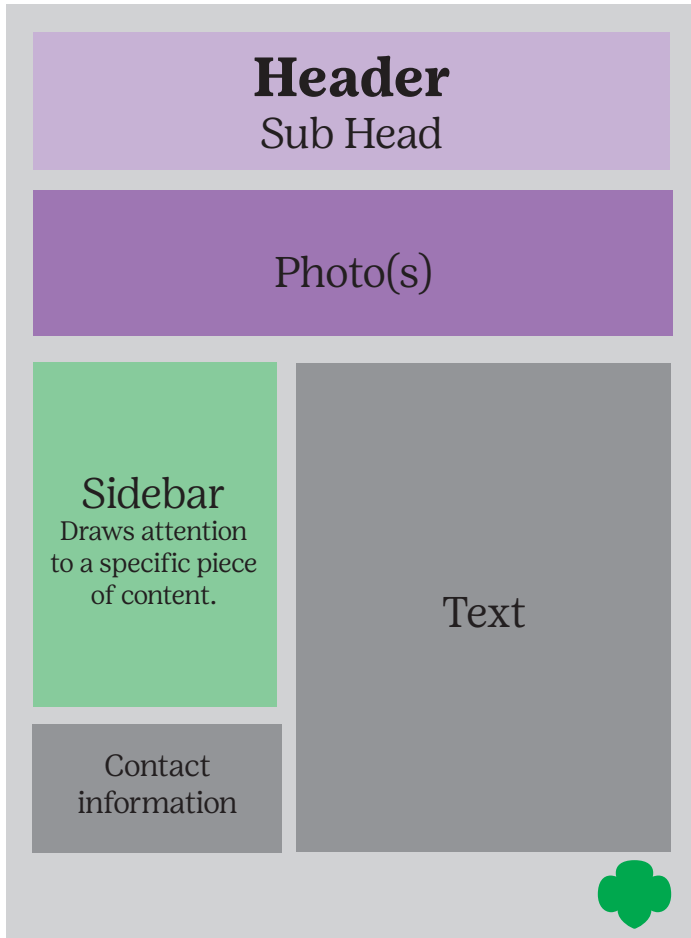 Header
Sub Head
Photo(s)
Sidebar
Draws attention
to a specific piece
of content.
Text
Contact
information